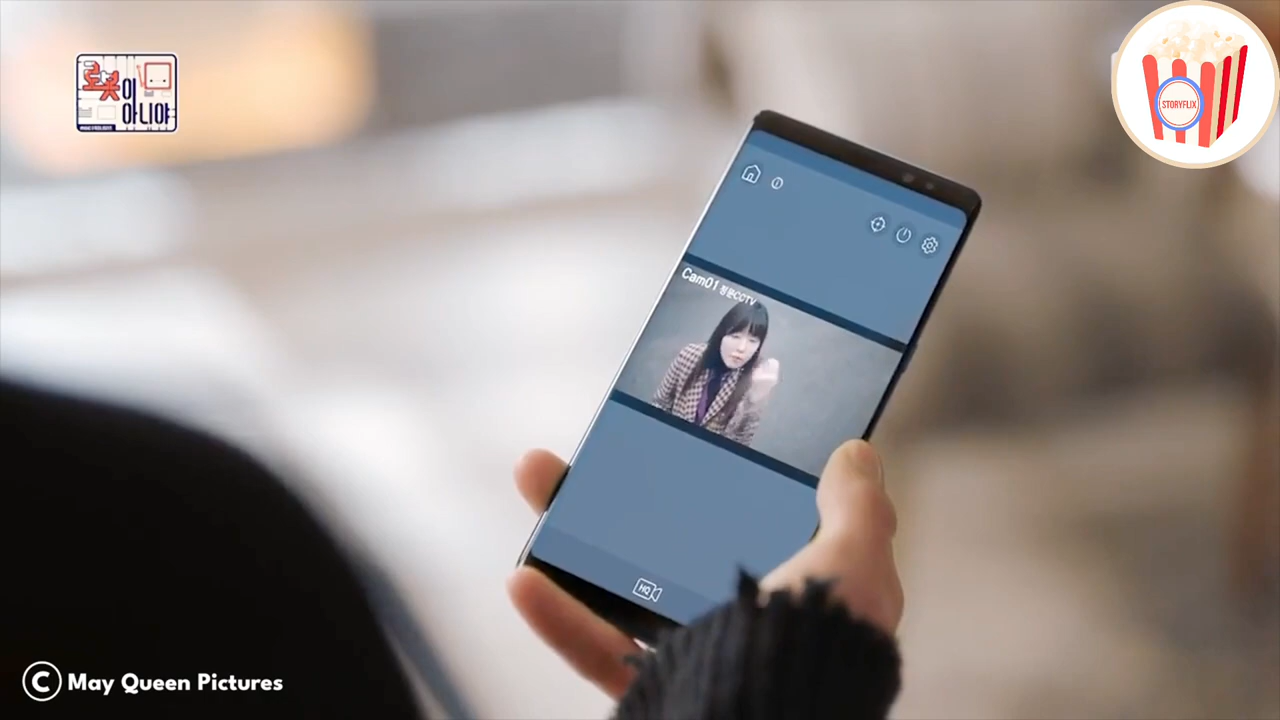 로봇이
아니야
STORYFLIX
Cam01 정문CCTV
HQ
© May Queen Pictures